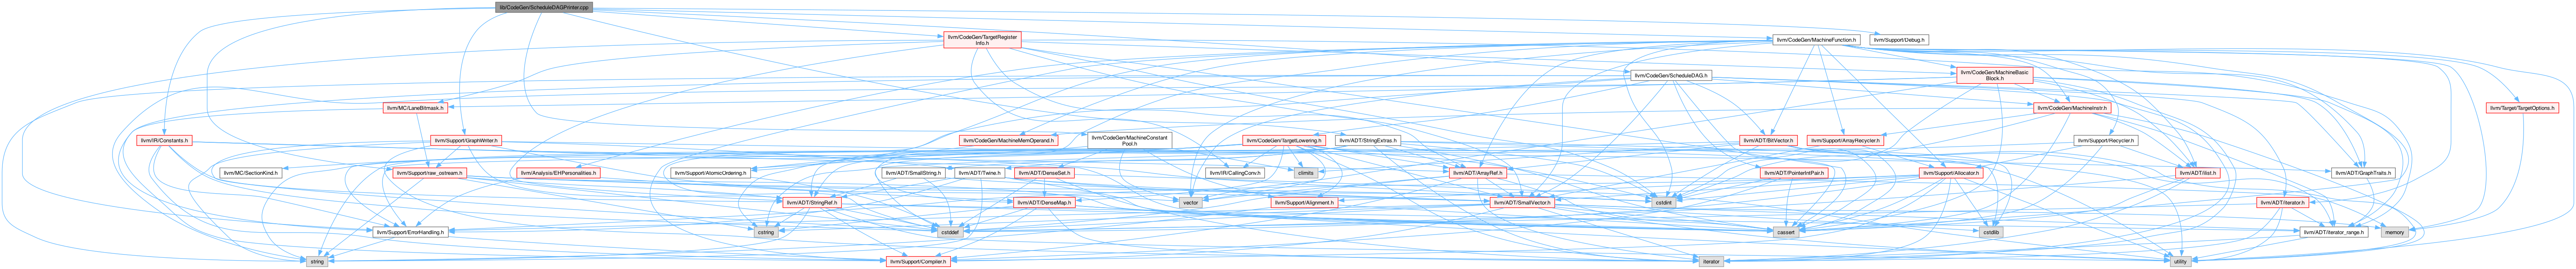 lib/CodeGen/ScheduleDAGPrinter.cpp
llvm/CodeGen/TargetRegister
Info.h
llvm/CodeGen/MachineFunction.h
llvm/Support/Debug.h
llvm/CodeGen/ScheduleDAG.h
llvm/CodeGen/MachineBasic
Block.h
llvm/MC/LaneBitmask.h
llvm/CodeGen/MachineInstr.h
llvm/Target/TargetOptions.h
llvm/IR/Constants.h
llvm/Support/GraphWriter.h
llvm/CodeGen/MachineMemOperand.h
llvm/CodeGen/MachineConstant
Pool.h
llvm/CodeGen/TargetLowering.h
llvm/ADT/StringExtras.h
llvm/ADT/BitVector.h
llvm/Support/ArrayRecycler.h
llvm/Support/Recycler.h
llvm/MC/SectionKind.h
llvm/Support/raw_ostream.h
llvm/Analysis/EHPersonalities.h
llvm/Support/AtomicOrdering.h
llvm/ADT/SmallString.h
llvm/ADT/Twine.h
llvm/ADT/DenseSet.h
llvm/IR/CallingConv.h
climits
llvm/ADT/ArrayRef.h
llvm/ADT/PointerIntPair.h
llvm/Support/Allocator.h
llvm/ADT/ilist.h
llvm/ADT/GraphTraits.h
llvm/ADT/StringRef.h
llvm/ADT/DenseMap.h
vector
llvm/Support/Alignment.h
llvm/ADT/SmallVector.h
cstdint
llvm/ADT/iterator.h
llvm/Support/ErrorHandling.h
cstring
cstddef
cassert
cstdlib
llvm/ADT/iterator_range.h
memory
string
llvm/Support/Compiler.h
iterator
utility